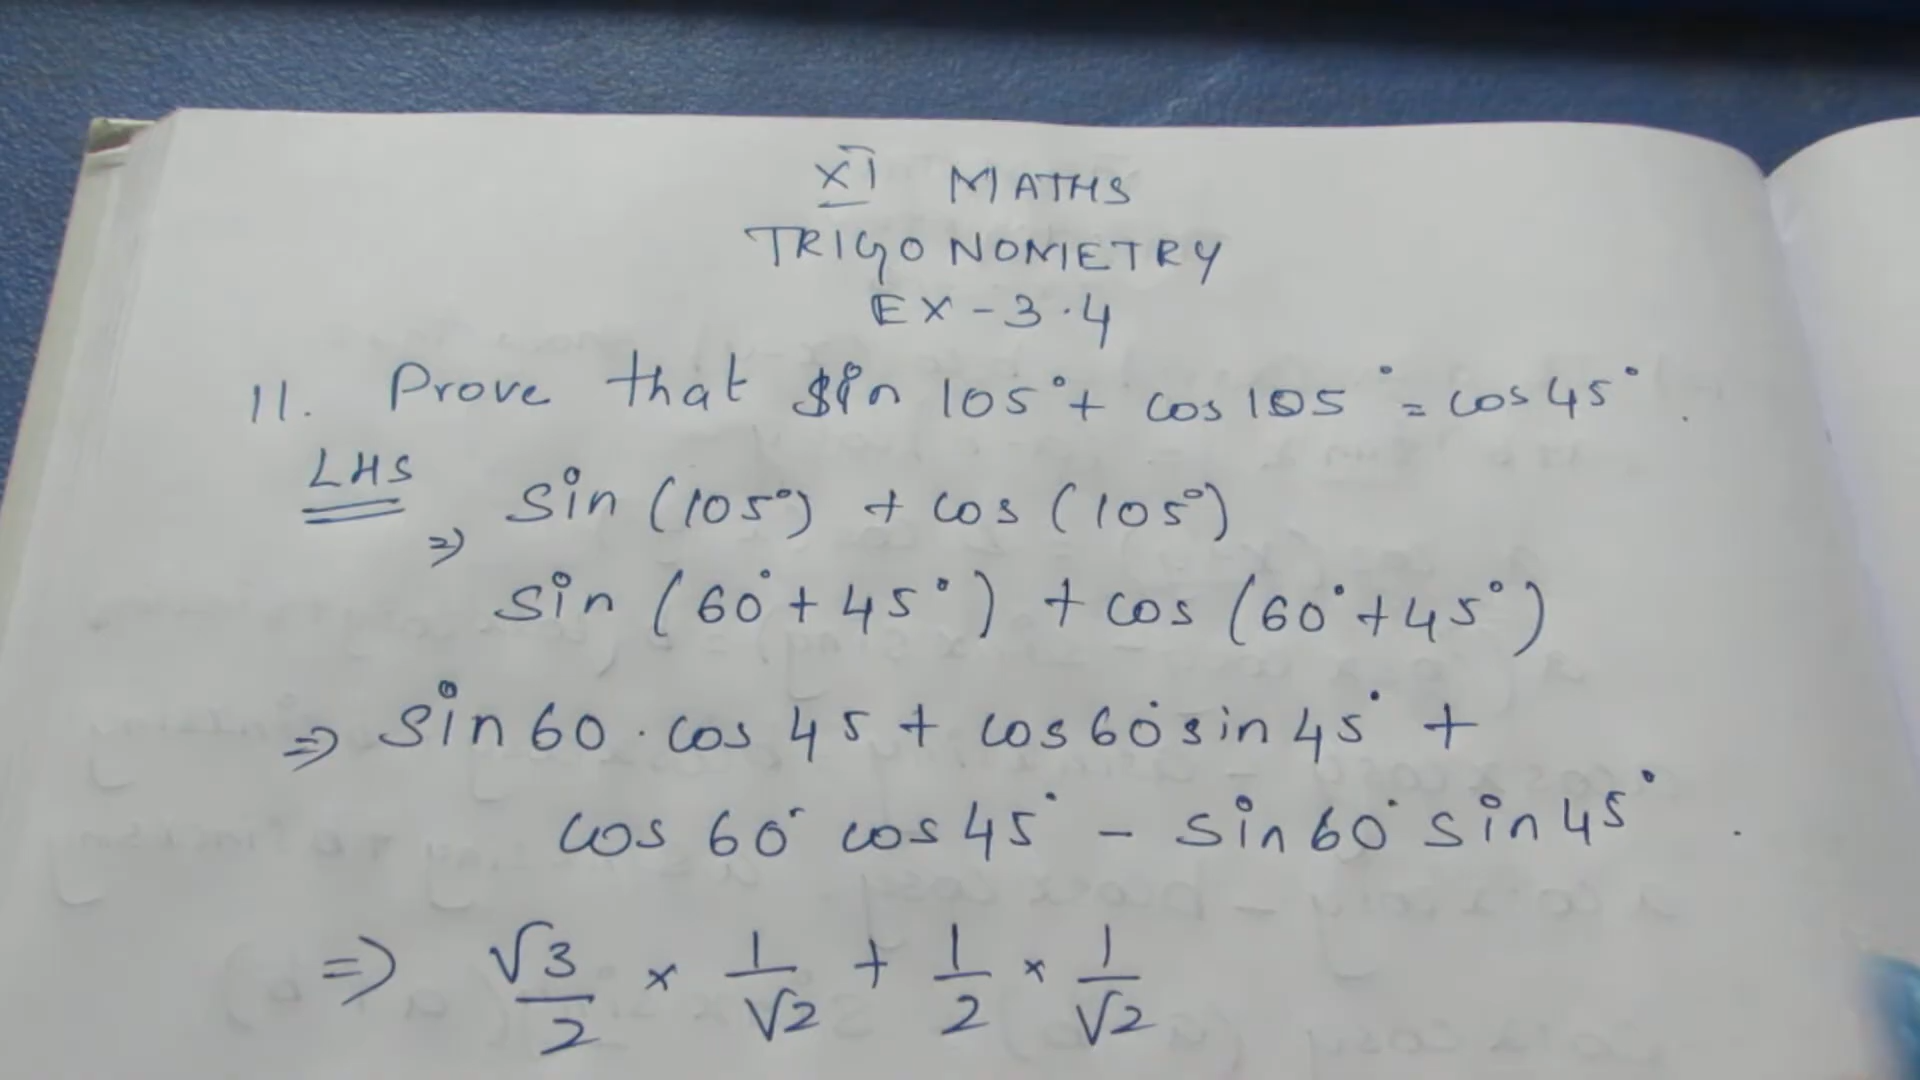 XI MATHS
TRIGONOMETRY
EX-3.4
11. Prove that sin 105° + cos 105° = cos 45°.
LHS
⇒ sin (105°) + cos (105°)
sin (60° + 45°) + cos (60° + 45°)
⇒ sin 60 . cos 45 + cos 60° sin 45° +
cos 60° cos 45° - sin 60° sin 45°.
⇒ √3/2 × 1/√2 + 1/2 × 1/√2